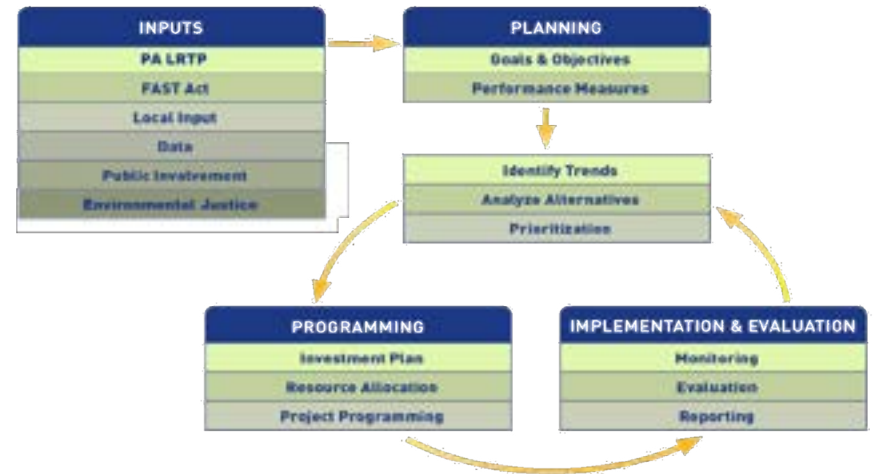 INPUTS
PA LRTP
FAST Act
Local Input
Data
Public Involvement
Environmental Justice
PLANNING
Goals & Objectives
Performance Measures
Identify Trends
Analyze Alternatives
Prioritization
PROGRAMMING
Investment Plan
Resource Allocation
Project Programming
IMPLEMENTATION & EVALUATION
Monitoring
Evaluation
Reporting